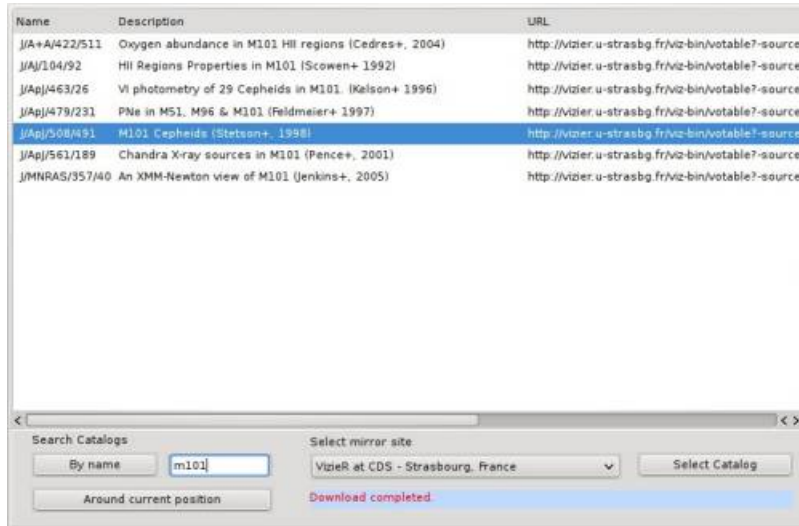 Name Description URL
J/A+A/422/511 Oxygen abundance in M101 HII regions (Cedres+, 2004) http://vizier.u-strasbg.fr/viz-bin/votable?-source
J/AJ/104/92 HII Regions Properties in M101 (Scowen+ 1992) http://vizier.u-strasbg.fr/viz-bin/votable?-source
J/ApJ/463/26 VI photometry of 29 Cepheids in M101. (Kelson+ 1996) http://vizier.u-strasbg.fr/viz-bin/votable?-source
J/ApJ/479/231 PNe in M51, M96 & M101 (Feldmeier+ 1997) http://vizier.u-strasbg.fr/viz-bin/votable?-source
J/ApJ/508/491 M101 Cepheids (Stetson+, 1998) http://vizier.u-strasbg.fr/viz-bin/votable?-source
J/ApJ/561/189 Chandra X-ray sources in M101 (Pence+, 2001) http://vizier.u-strasbg.fr/viz-bin/votable?-source
J/MNRAS/357/40 An XMM-Newton view of M101 (Jenkins+, 2005) http://vizier.u-strasbg.fr/viz-bin/votable?-source
Search Catalogs Select mirror site
By name m101 VizieR at CDS - Strasbourg, France Select Catalog
Around current position Download completed.